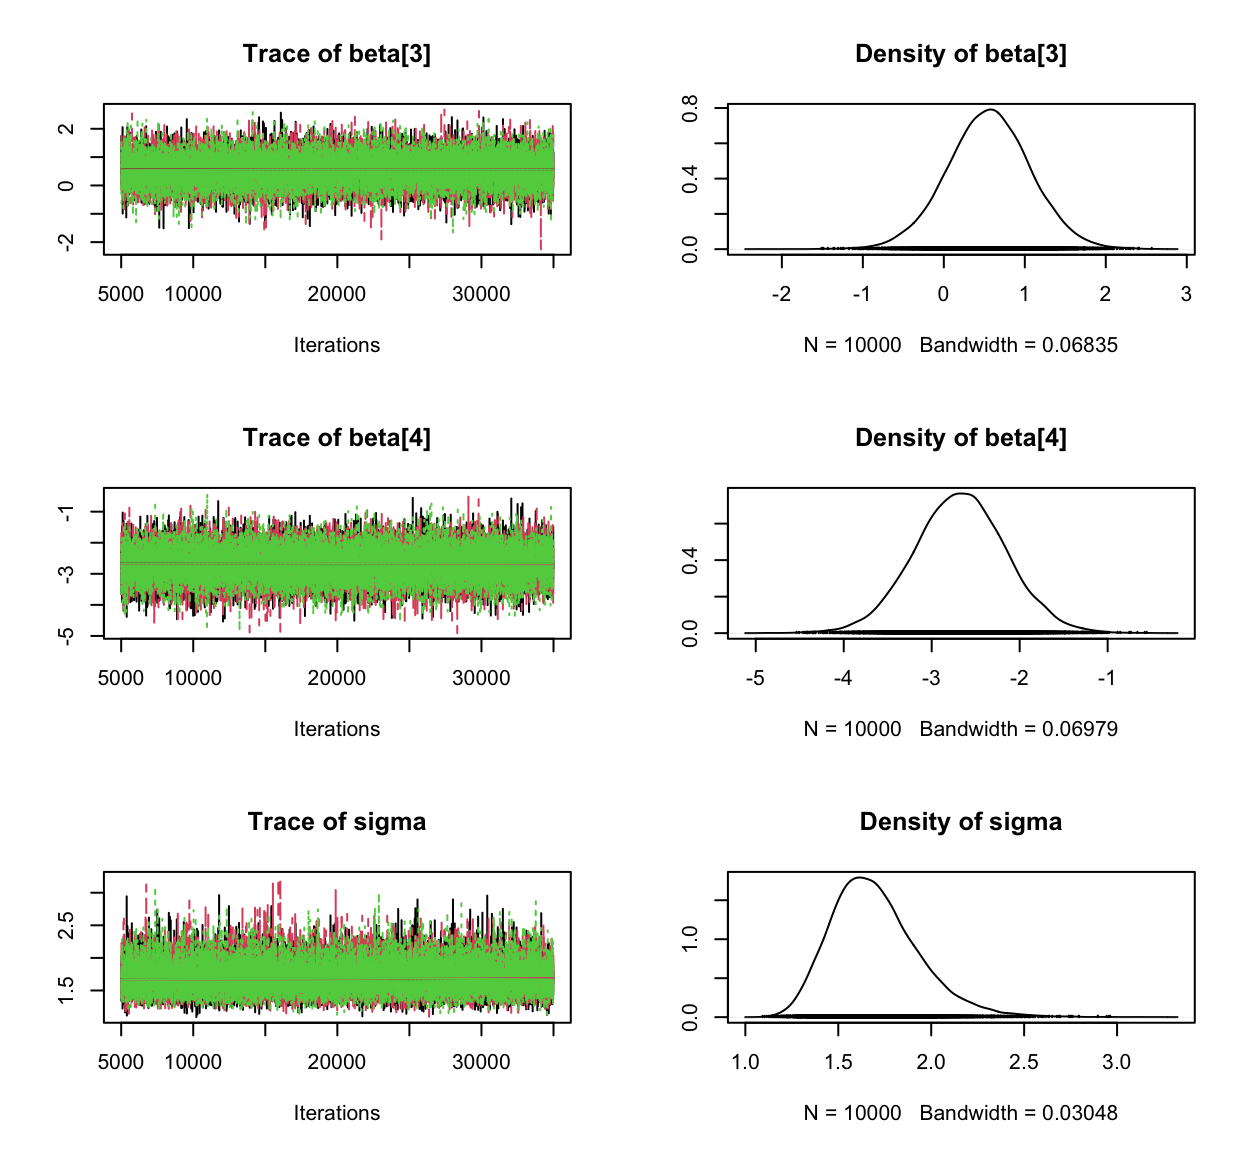 Trace of beta[3]
2
0
-2
5000 10000 20000 30000
Iterations
Density of beta[3]
0.8
0.4
0.0
-2 -1 0 1 2 3
N = 10000 Bandwidth = 0.06835
Trace of beta[4]
-1
-3
-5
5000 10000 20000 30000
Iterations
Density of beta[4]
0.4
0.0
-5 -4 -3 -2 -1
N = 10000 Bandwidth = 0.06979
Trace of sigma
2.5
1.5
5000 10000 20000 30000
Iterations
Density of sigma
1.0
0.0
1.0 1.5 2.0 2.5 3.0
N = 10000 Bandwidth = 0.03048